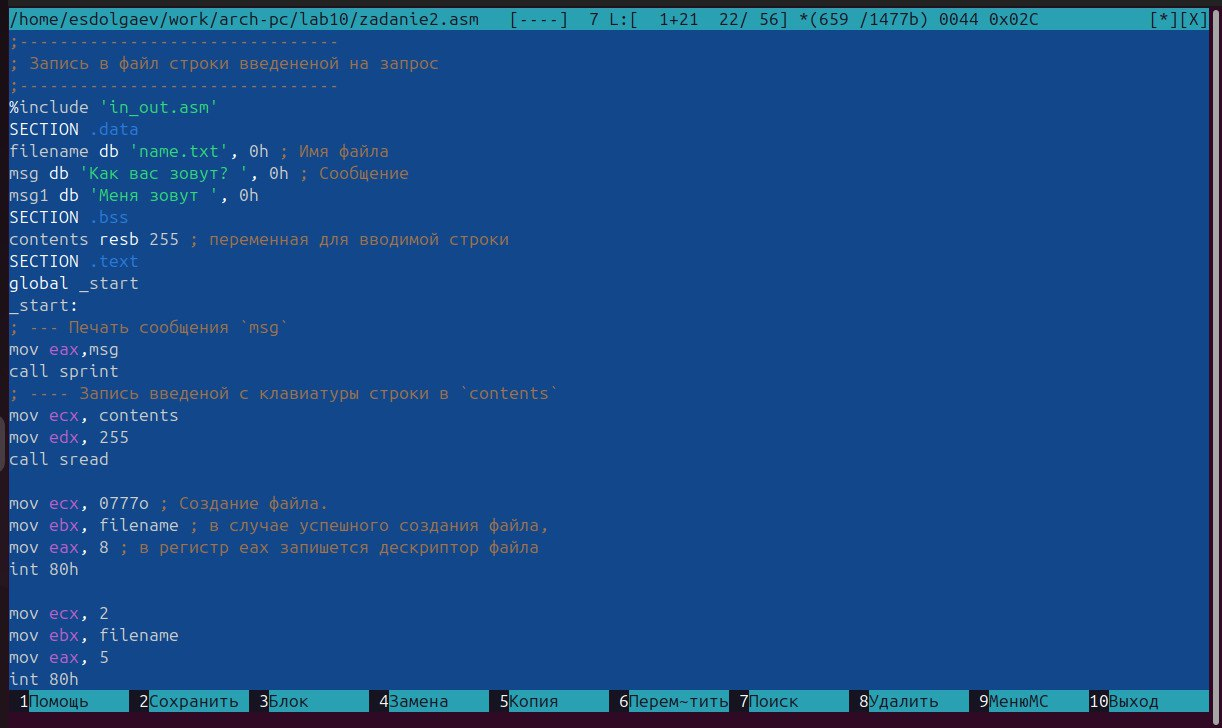 /home/esdolgaev/work/arch-pc/lab10/zadanie2.asm   [----]  7 L:[  1+21  22/ 56] *(659 /1477b) 0044 0x02C           [*][X]
;--------------------------------
; Запись в файл строки введененой на запрос
;--------------------------------
%include 'in_out.asm'
SECTION .data
filename db 'name.txt', 0h ; Имя файла
msg db 'Как вас зовут? ', 0h ; Сообщение
msg1 db 'Меня зовут ', 0h
SECTION .bss
contents resb 255 ; переменная для вводимой строки
SECTION .text
global _start
_start:
; --- Печать сообщения `msg`
mov eax,msg
call sprint
; ---- Запись введеной с клавиатуры строки в `contents`
mov ecx, contents
mov edx, 255
call sread

mov ecx, 0777o ; Создание файла.
mov ebx, filename ; в случае успешного создания файла,
mov eax, 8 ; в регистр eax запишется дескриптор файла
int 80h

mov ecx, 2
mov ebx, filename
mov eax, 5
int 80h
1Помощь 2Сохранить 3Блок 4Замена 5Копия 6Перем~тить 7Поиск 8Удалить 9МенюMC 10Выход